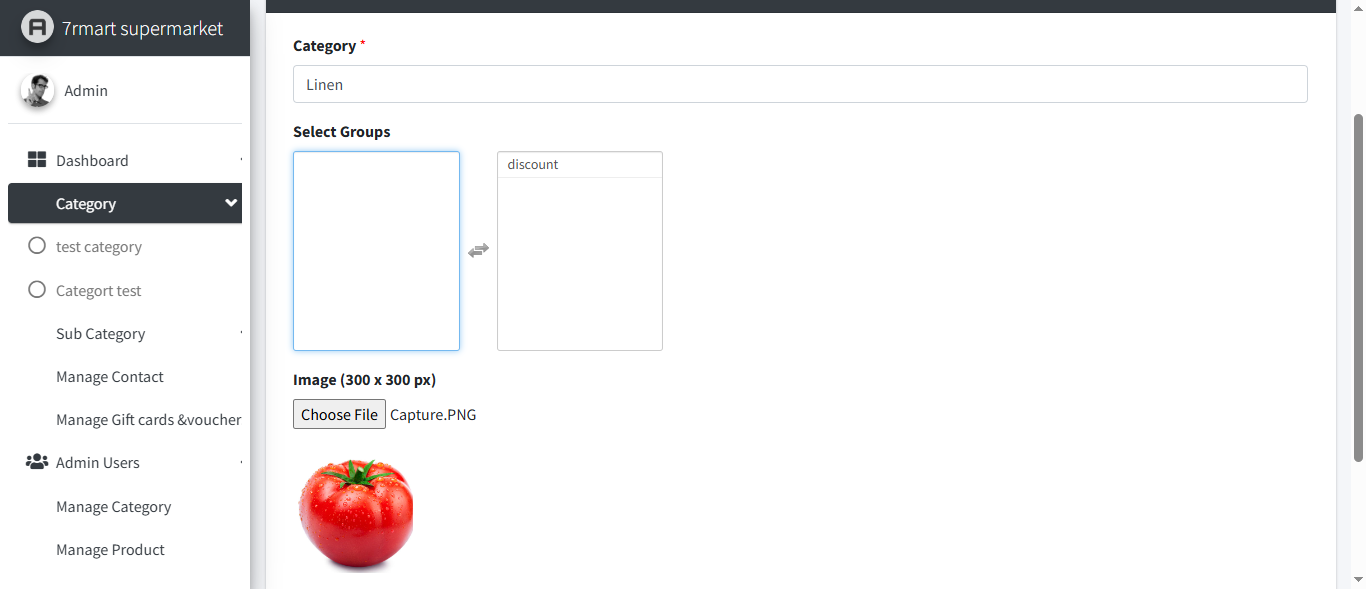 7rmart supermarket
Admin
Dashboard
Category
test category
Categort test
Sub Category
Manage Contact
Manage Gift cards &voucher
Admin Users
Manage Category
Manage Product
Category *
Linen
Select Groups
discount
Image (300 x 300 px)
Choose File Capture.PNG